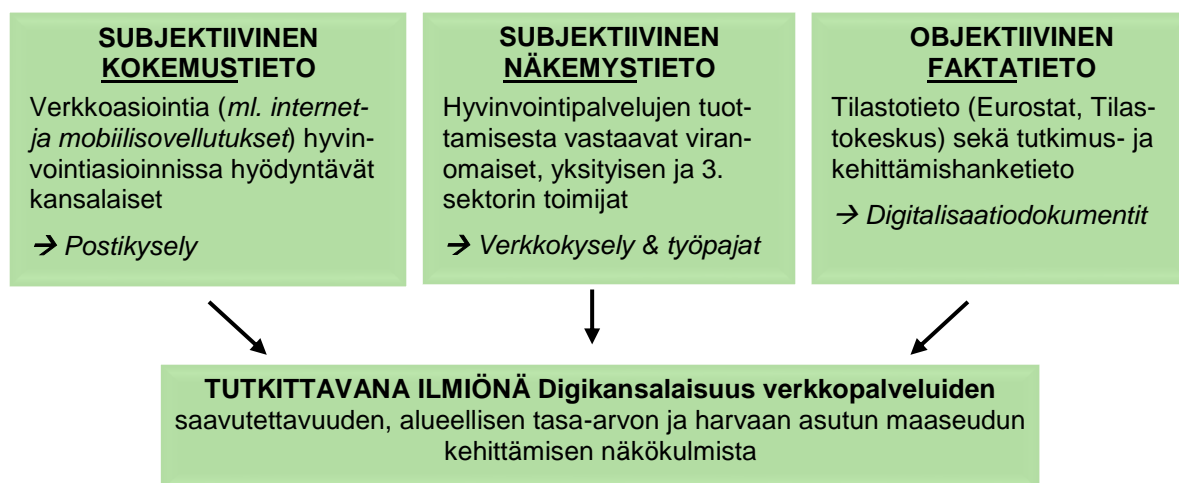 SUBJEKTIIVINEN
KOKEMUSTIETO
Verkkoasiointia (ml. internet-
ja mobiilisovellutukset) hyvin-
vointiasioinnissa hyödyntävät
kansalaiset
→ Postikysely
SUBJEKTIIVINEN
NÄKEMYSTIETO
Hyvinvointipalvelujen tuot-
tamisesta vastaavat viran-
omaiset, yksityisen ja 3.
sektorin toimijat
→ Verkkokysely & työpajat
OBJEKTIIVINEN
FAKTATIETO
Tilastotieto (Eurostat, Tilas-
tokeskus) sekä tutkimus- ja
kehittämishanketieto
→ Digitalisaatiodokumentit
TUTKITTAVANA ILMIÖNÄ Digikansalaisuus verkkopalveluiden
saavutettavuuden, alueellisen tasa-arvon ja harvaan asutun maaseudun
kehittämisen näkökulmista